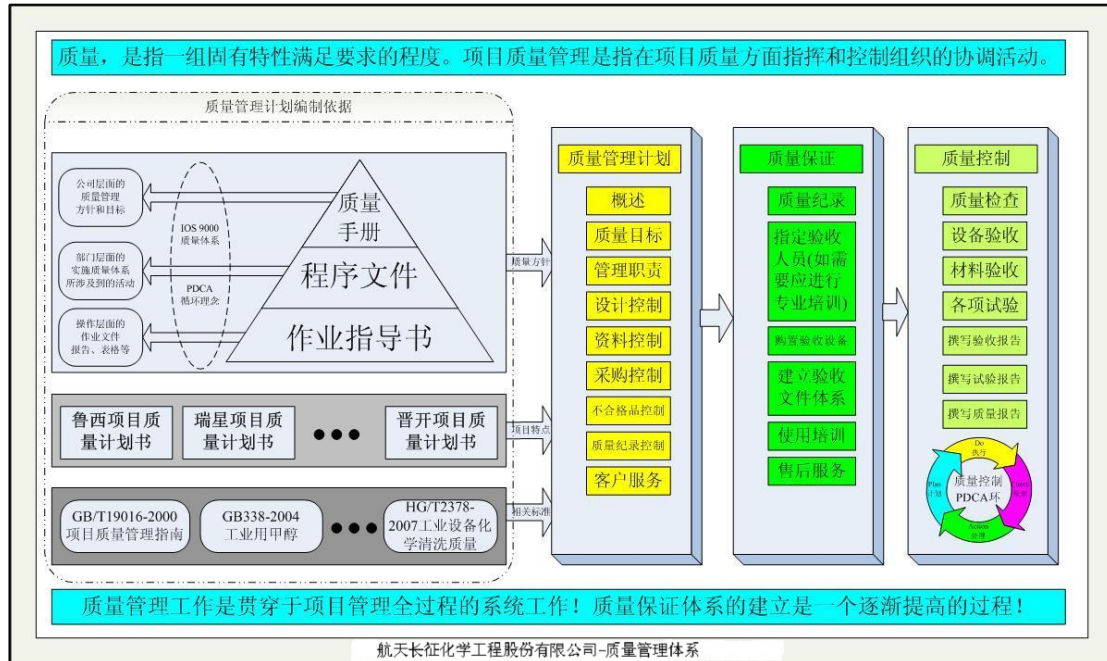 质量，是指一组固有特性满足要求的程度。项目质量管理是指在项目质量方面指挥和控制组织的协调活动。
质量管理计划编制依据
公司层面的
质量管理
方针和目标
部门层面的
实施质量体系
所涉及到的活动
操作层面的
作业文件
报告、表格等
IOS 9000
质量体系
PDCA
循环理念
质量
手册
程序文件
作业指导书
质量方针
鲁西项目质
量计划书
瑞星项目质
量计划书
●●●
晋开项目质
量计划书
项目特点
GB/T19016-2000
项目质量管理指南
GB338-2004
工业用甲醇
●●●
HG/T2378-
2007工业设备化
学清洗质量
相关标准
质量管理计划
概述
质量目标
管理职责
设计控制
资料控制
采购控制
不合格品控制
质量纪录控制
客户服务
质量保证
质量纪录
指定验收
人员(如需
要应进行
专业培训)
购置验收设备
建立验收
文件体系
使用培训
售后服务
质量控制
质量检查
设备验收
材料验收
各项试验
撰写验收报告
撰写试验报告
撰写质量报告
Do
执行
Plan
计划
质量控制
PDCA环
Check
检查
Action
处理
质量管理工作是贯穿于项目管理全过程的系统工作！质量保证体系的建立是一个逐渐提高的过程！
航天长征化学工程股份有限公司-质量管理体系